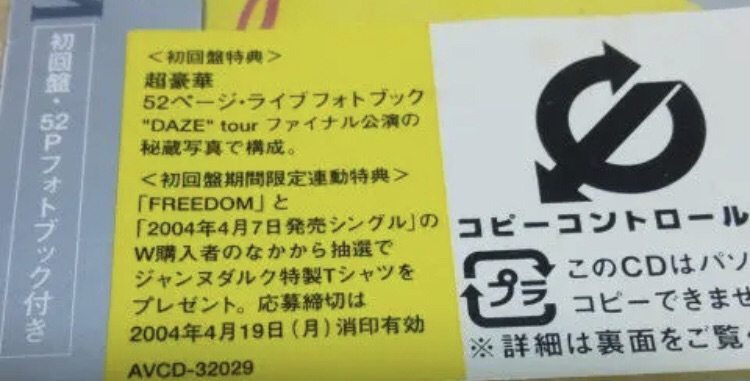 初回盤・52Pフォトブック付き
＜初回盤特典＞
超豪華
52ページ・ライブフォトブック
"DAZE" tour ファイナル公演の
秘蔵写真で構成。
＜初回盤期間限定連動特典＞
「FREEDOM」と
「2004年4月7日発売シングル」の
W購入者のなかから抽選で
ジャンヌダルク特製Tシャツを
プレゼント。応募締切は
2004年4月19日(月)消印有効
AVCD-32029
コピーコントロール
プラ
このCDはパソ
コピーできませ
※詳細は裏面をご覧